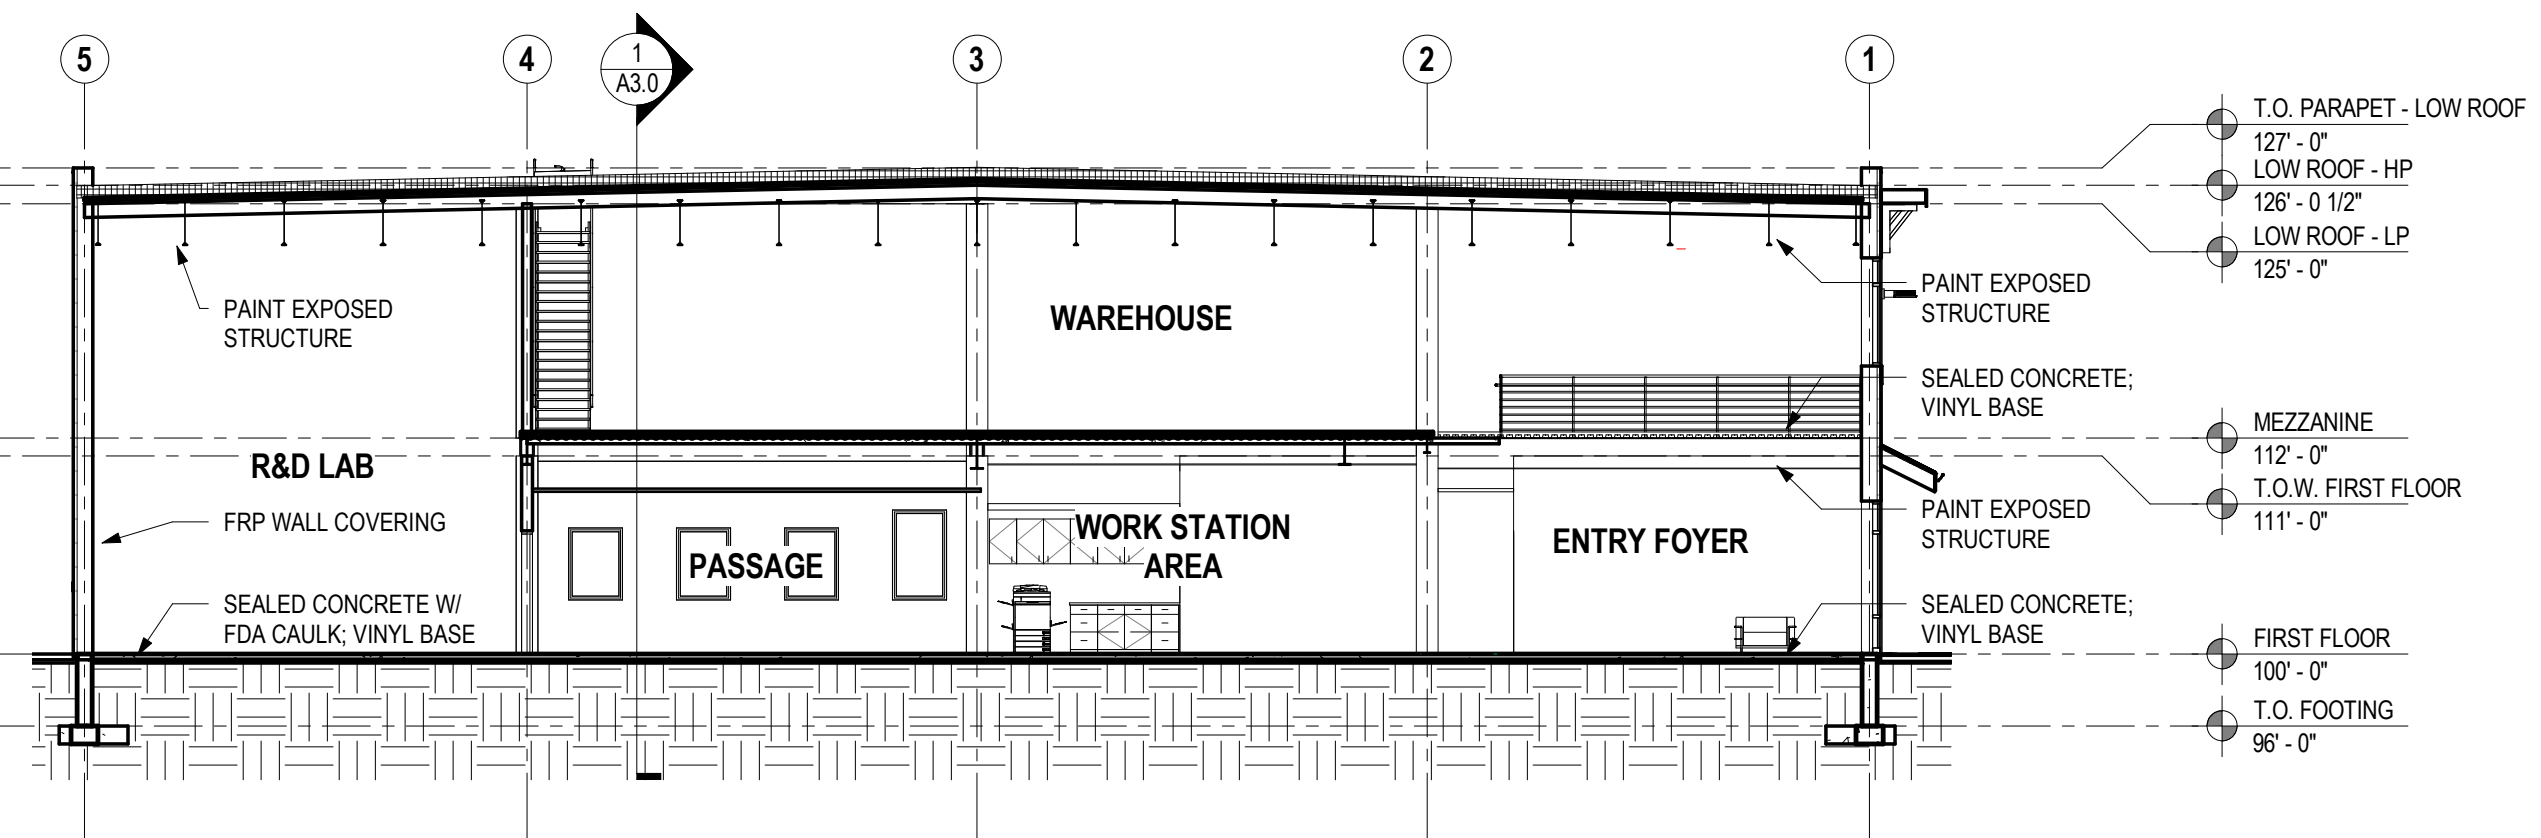 5
4
1
A3.0
3
2
1
T.O. PARAPET - LOW ROOF
127' - 0"
LOW ROOF - HP
126' - 0 1/2"
LOW ROOF - LP
125' - 0"
PAINT EXPOSED
STRUCTURE
WAREHOUSE
PAINT EXPOSED
STRUCTURE
SEALED CONCRETE;
VINYL BASE
MEZZANINE
112' - 0"
T.O.W. FIRST FLOOR
111' - 0"
R&D LAB
FRP WALL COVERING
PASSAGE
WORK STATION
AREA
ENTRY FOYER
PAINT EXPOSED
STRUCTURE
SEALED CONCRETE W/
FDA CAULK; VINYL BASE
SEALED CONCRETE;
VINYL BASE
FIRST FLOOR
100' - 0"
T.O. FOOTING
96' - 0"